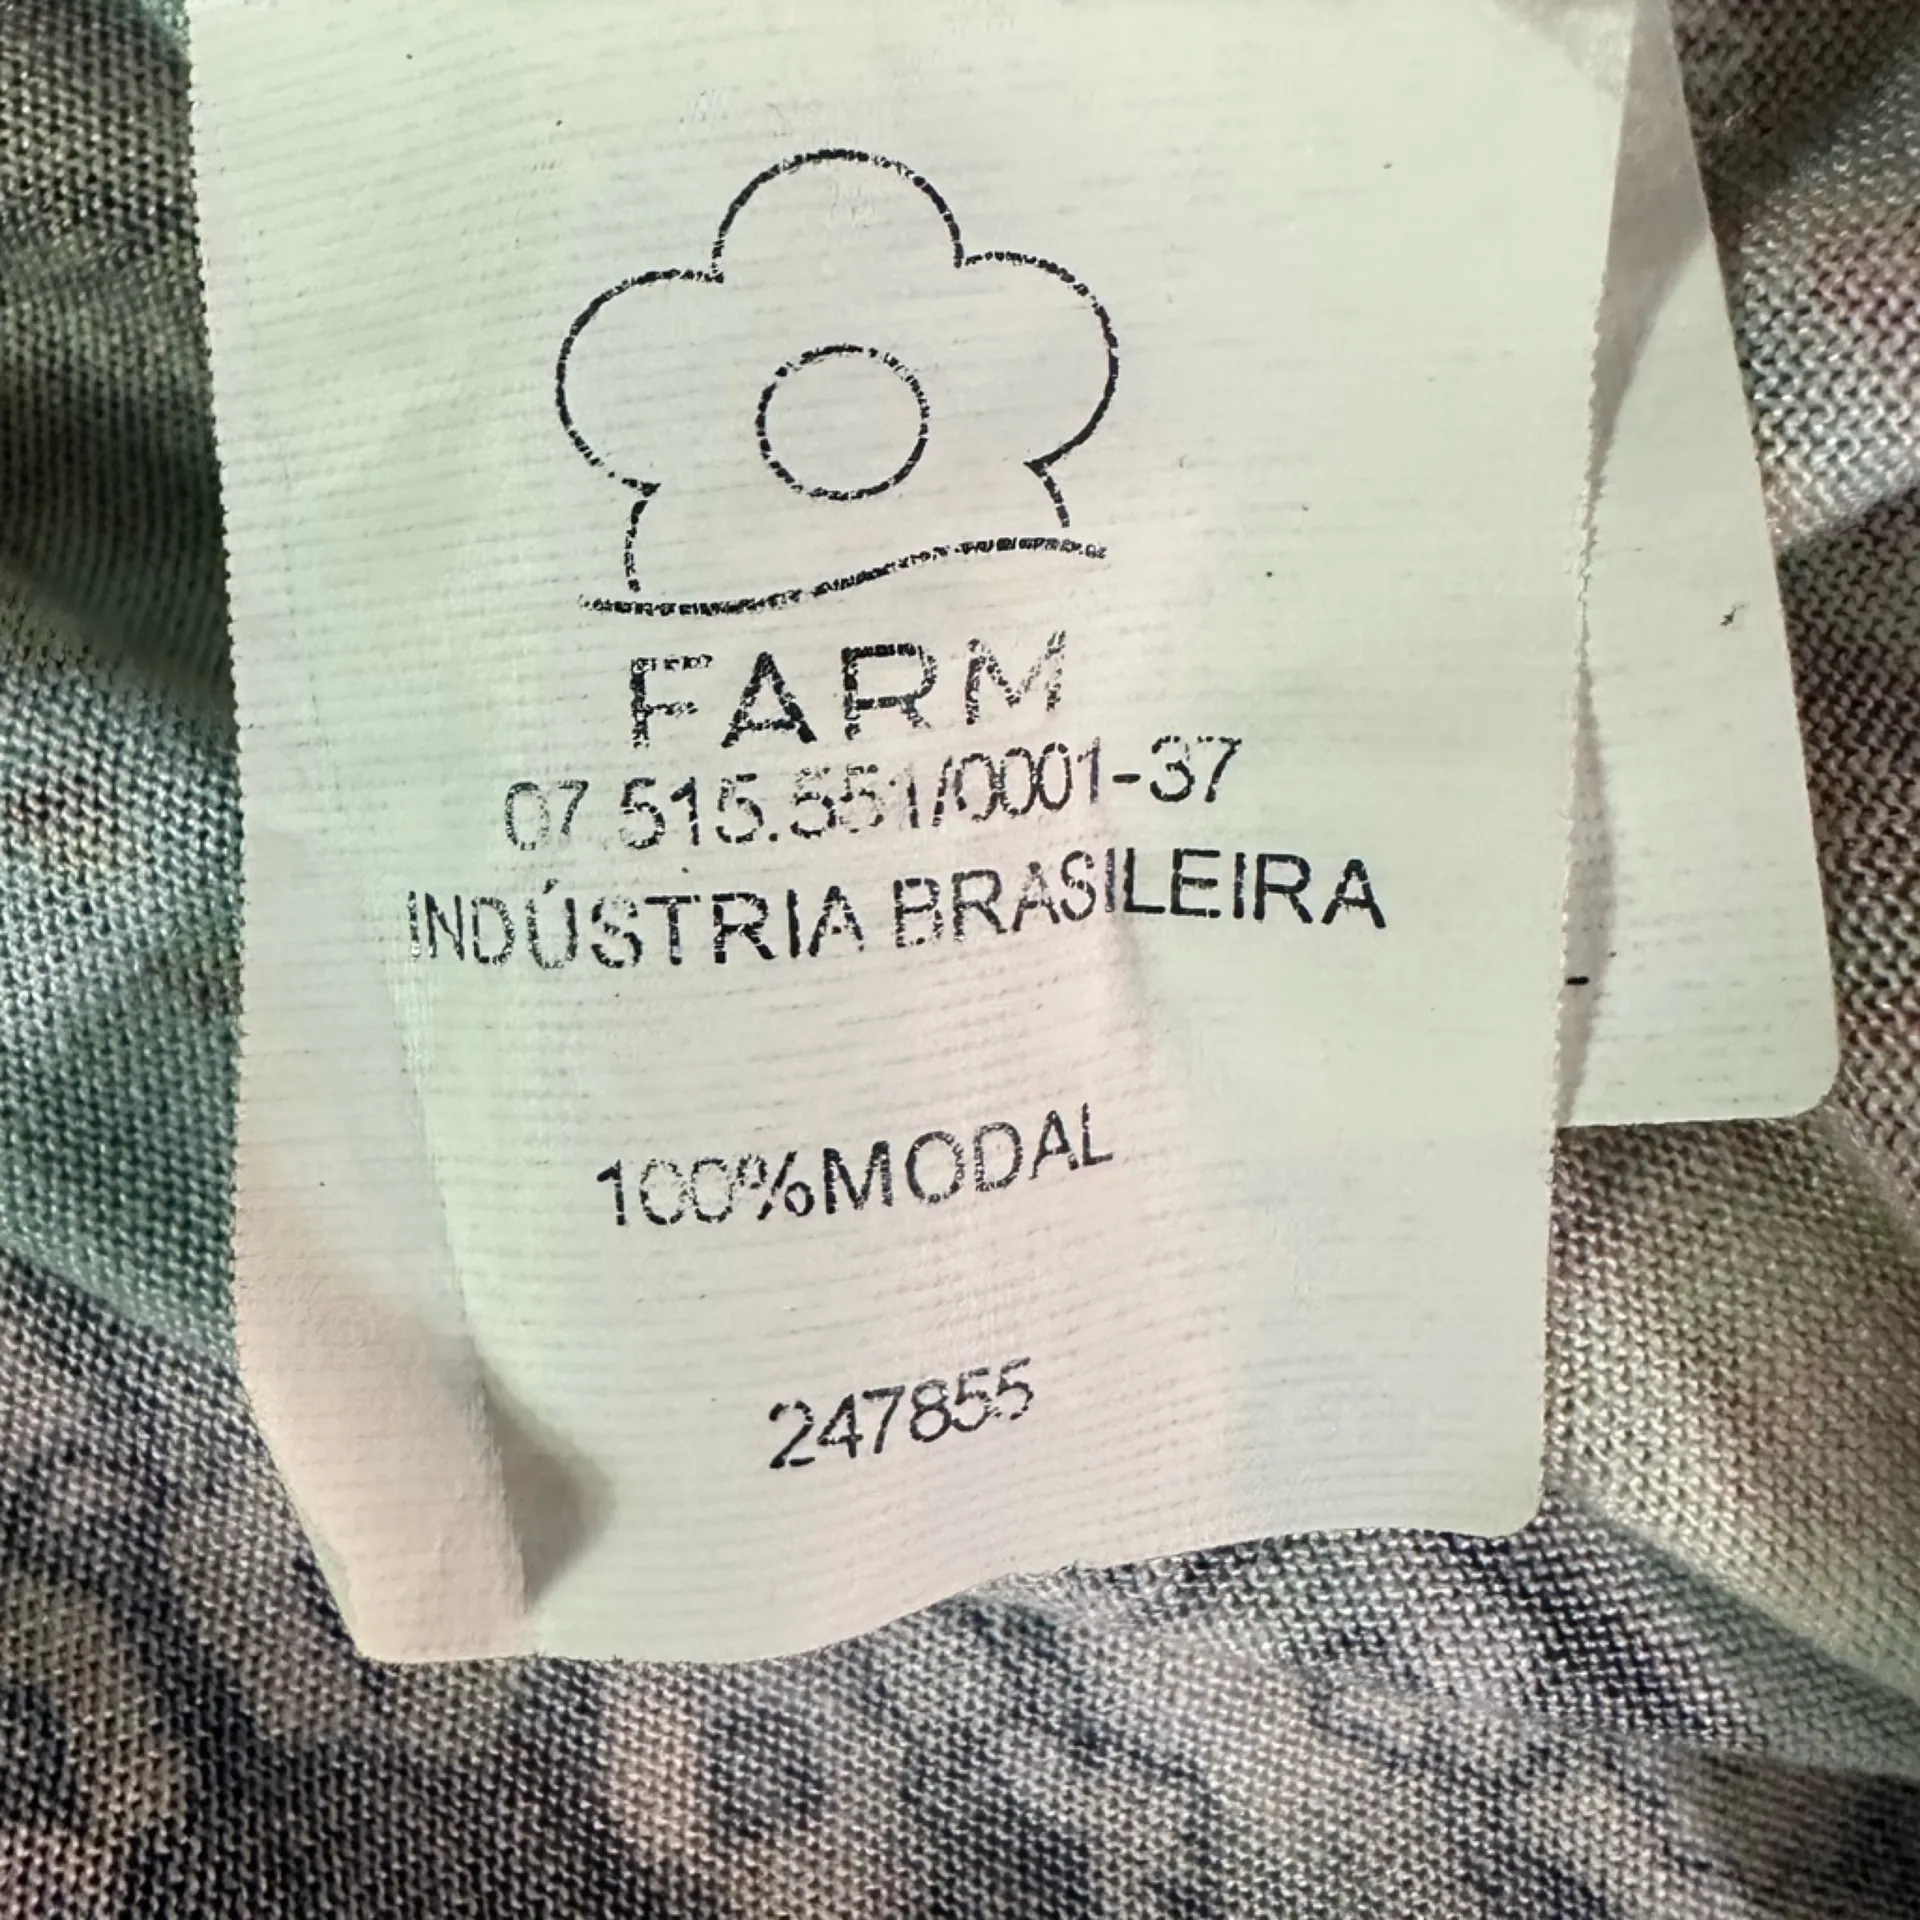 FARM
07.515.551/0001-37
INDÚSTRIA BRASILEIRA
100%MODAL
247855